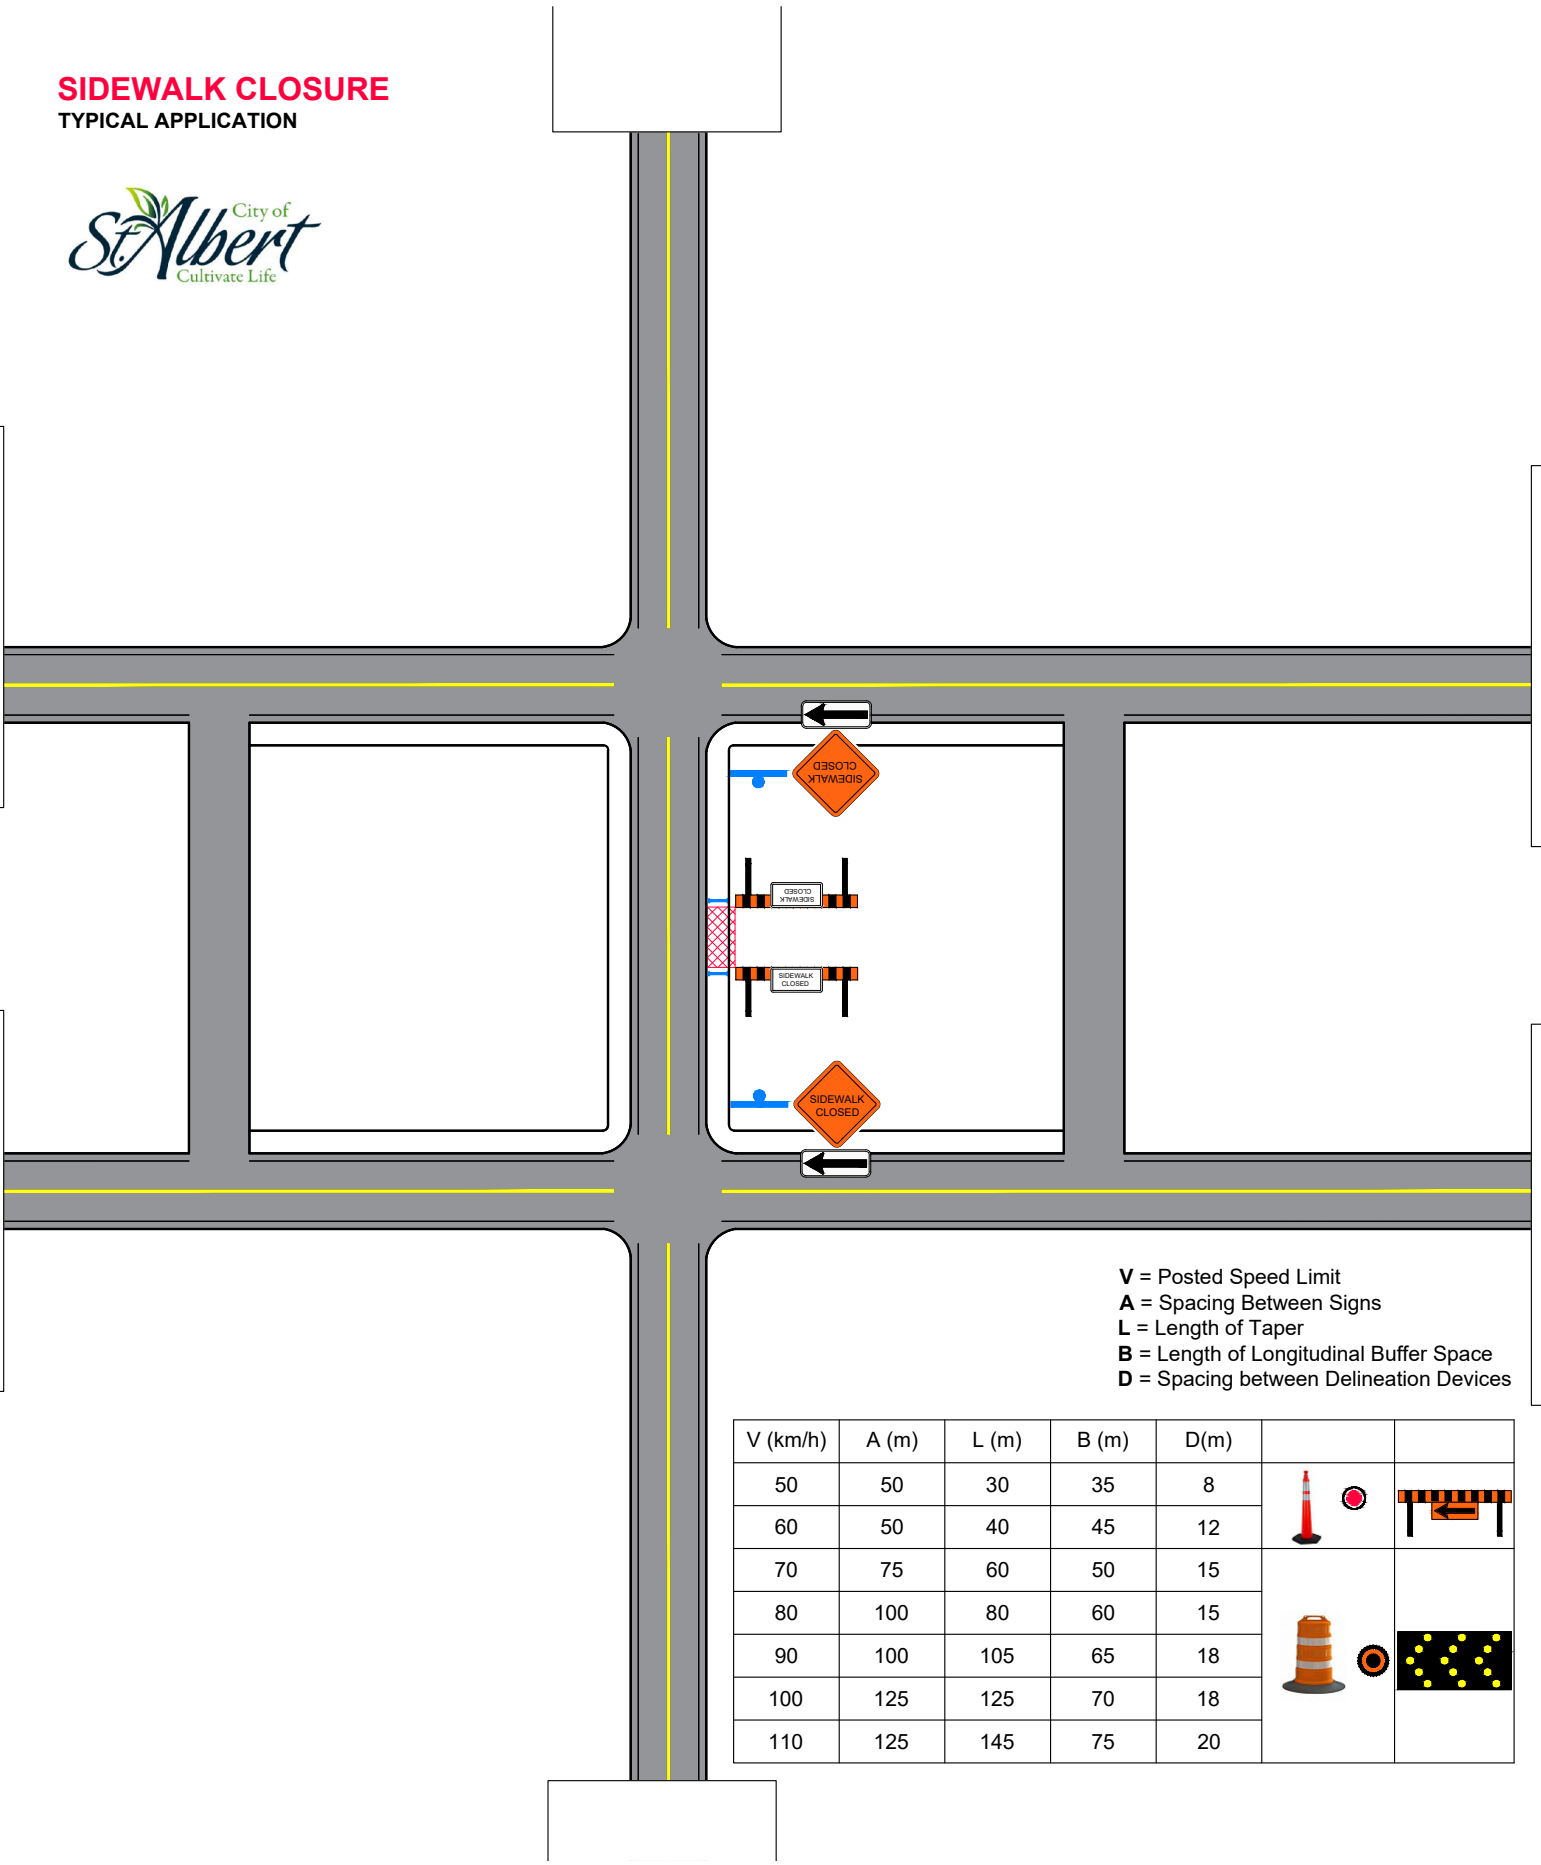 SIDEWALK CLOSURE
TYPICAL APPLICATION
City of
St. Albert
Cultivate Life
SIDEWALK
CLOSED
SIDEWALK
CLOSED
SIDEWALK
CLOSED
SIDEWALK
CLOSED
V = Posted Speed Limit
A = Spacing Between Signs
L = Length of Taper
B = Length of Longitudinal Buffer Space
D = Spacing between Delineation Devices
V (km/h) A (m) L (m) B (m) D(m)
50 50 30 35 8
60 50 40 45 12
70 75 60 50 15
80 100 80 60 15
90 100 105 65 18
100 125 125 70 18
110 125 145 75 20